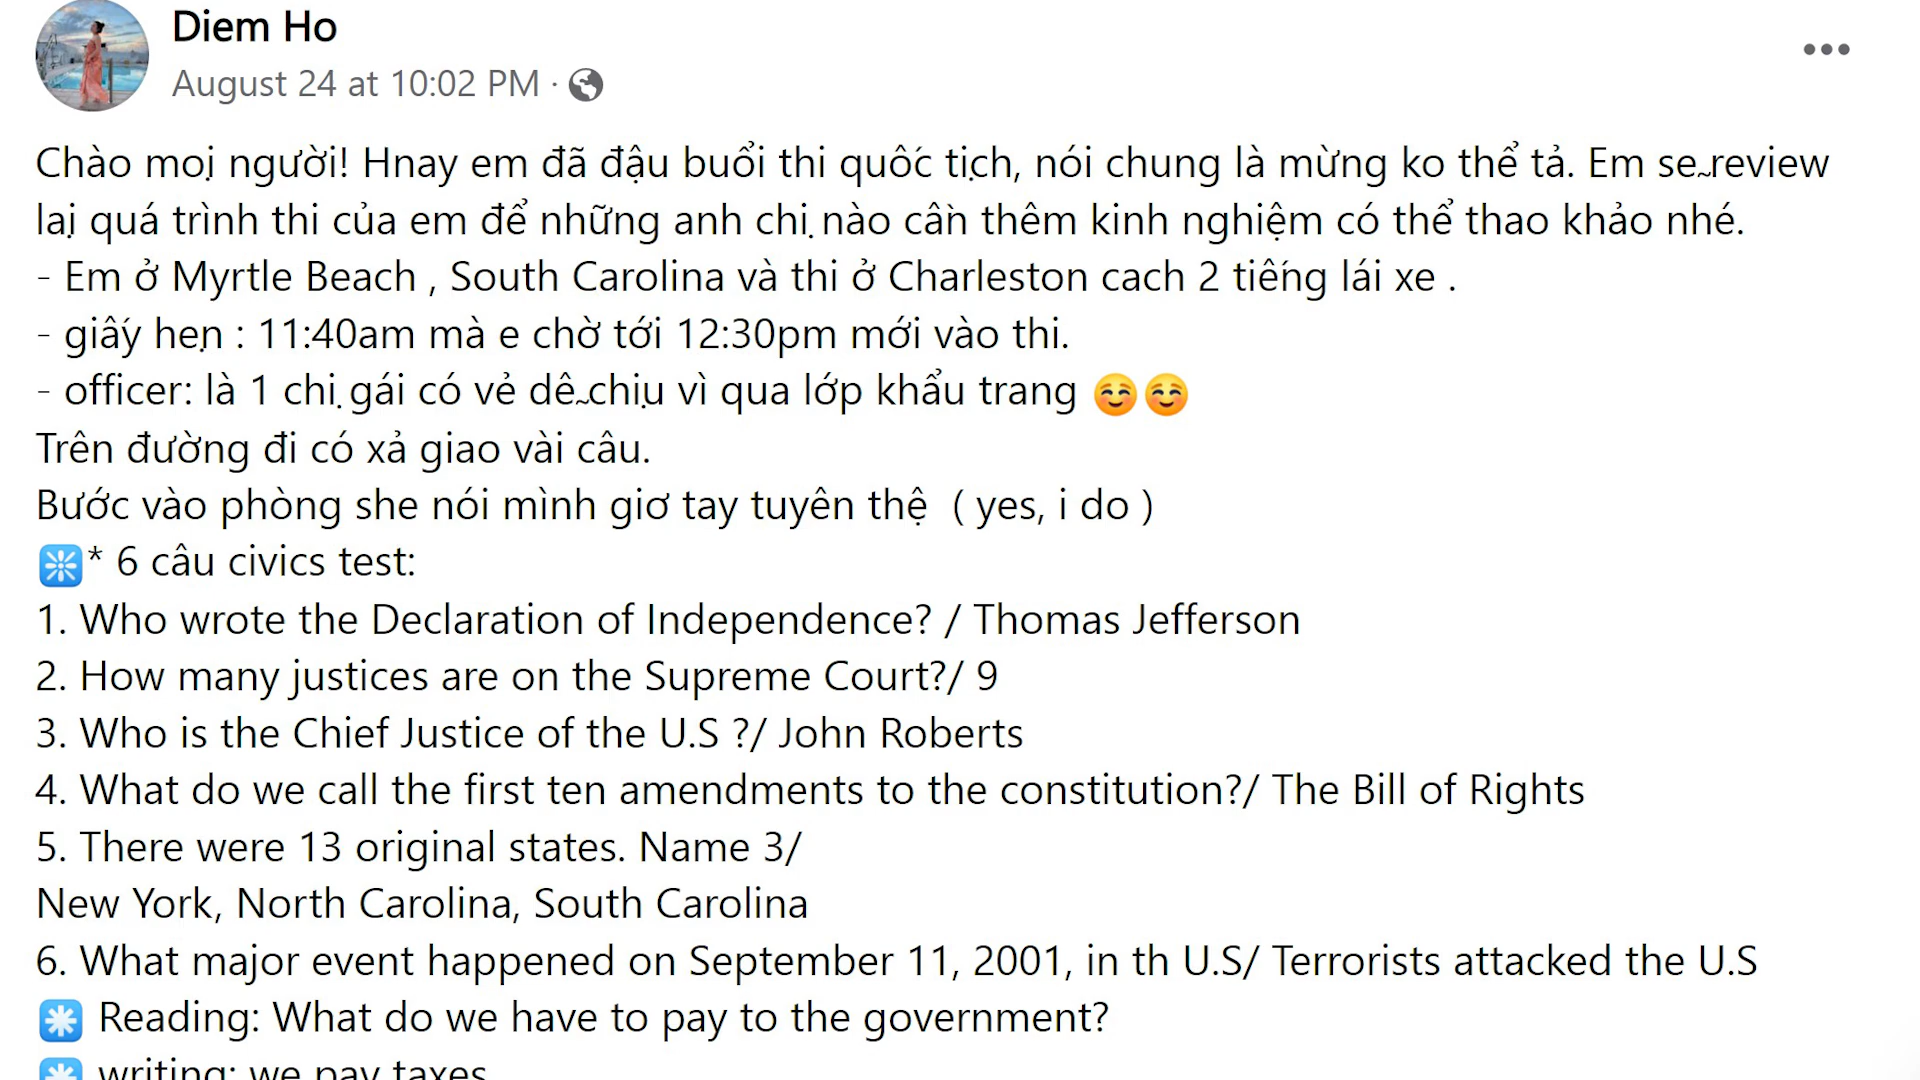 Diem Ho
August 24 at 10:02 PM ·
Chào mọi người! Hnay em đã đậu buổi thi quốc tịch, nói chung là mừng ko thể tả. Em sẽ review
lại quá trình thi của em để những anh chị nào cần thêm kinh nghiệm có thể thao khảo nhé.
- Em ở Myrtle Beach , South Carolina và thi ở Charleston cach 2 tiếng lái xe .
- giấy hẹn : 11:40am mà e chờ tới 12:30pm mới vào thi.
- officer: là 1 chị gái có vẻ dễ chịu vì qua lớp khẩu trang ☺️☺️
Trên đường đi có xả giao vài câu.
Bước vào phòng she nói mình giơ tay tuyên thệ ( yes, i do )
❇* 6 câu civics test:
1. Who wrote the Declaration of Independence? / Thomas Jefferson
2. How many justices are on the Supreme Court?/ 9
3. Who is the Chief Justice of the U.S ?/ John Roberts
4. What do we call the first ten amendments to the constitution?/ The Bill of Rights
5. There were 13 original states. Name 3/
New York, North Carolina, South Carolina
6. What major event happened on September 11, 2001, in th U.S/ Terrorists attacked the U.S
✳ Reading: What do we have to pay to the government?
✳ writing: we pay taxes